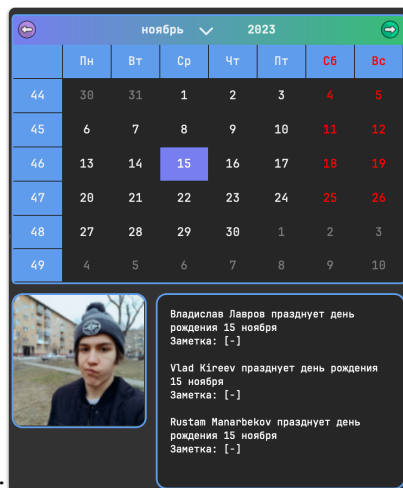 ноябрь 2023
Пн Вт Ср Чт Пт Сб Вс
44 30 31 1 2 3 4 5
45 6 7 8 9 10 11 12
46 13 14 15 16 17 18 19
47 20 21 22 23 24 25 26
48 27 28 29 30 1 2 3
49 4 5 6 7 8 9 10
Владислав Лавров празднует день
рождения 15 ноября
Заметка: [-]
Vlad Kireev празднует день рождения
15 ноября
Заметка: [-]
Rustam Manarbekov празднует день
рождения 15 ноября
Заметка: [-]